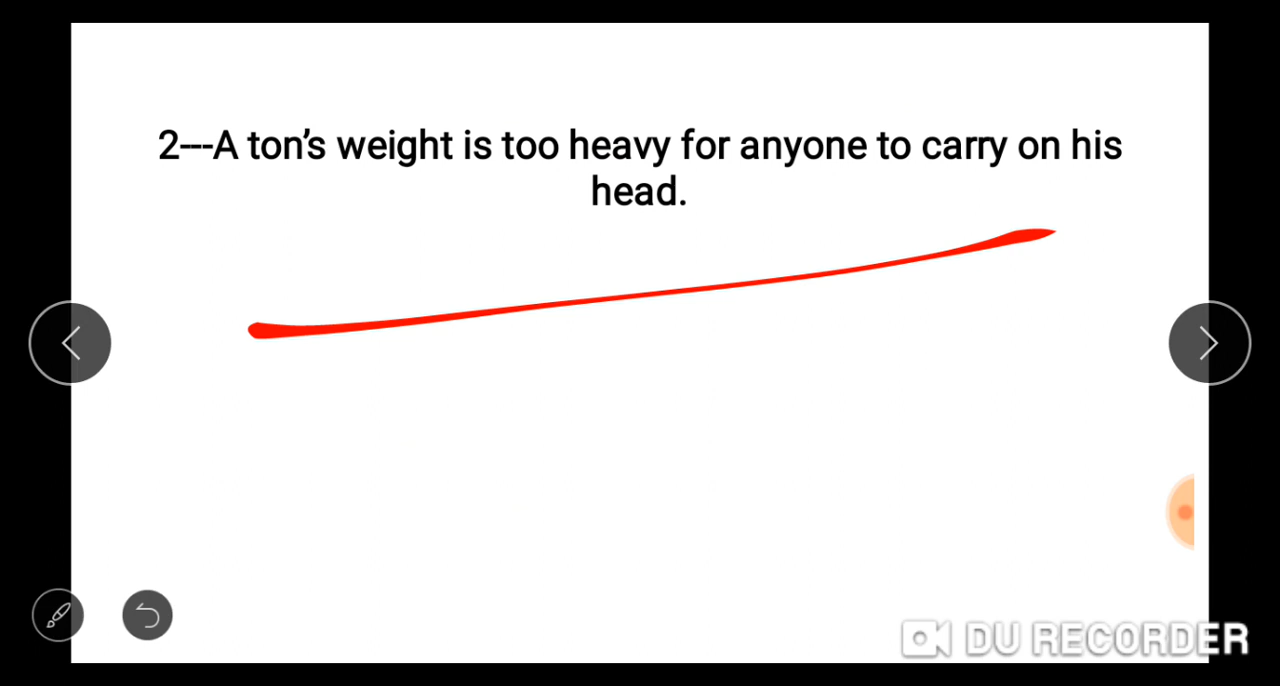 2---A ton’s weight is too heavy for anyone to carry on his
head.
DU RECORDER